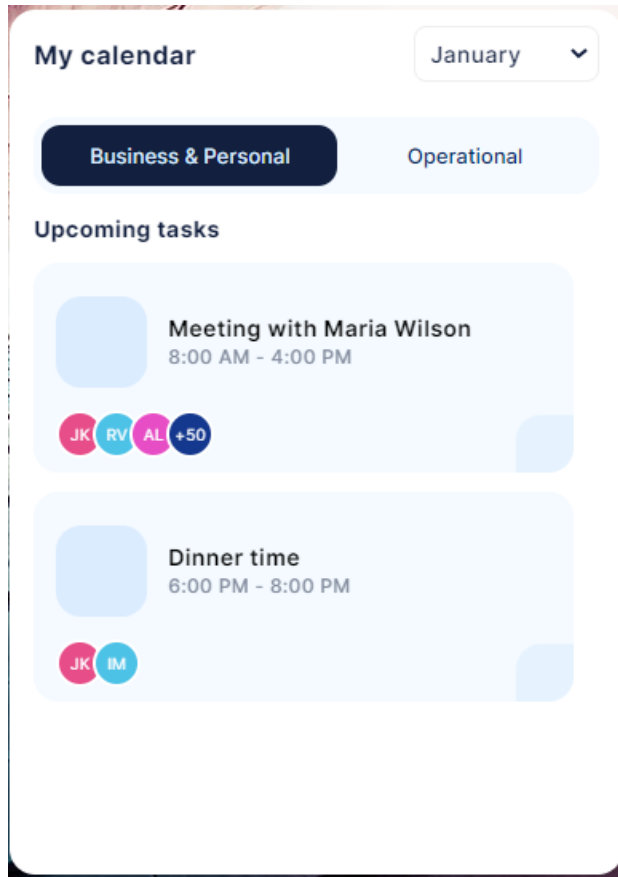 My calendar
January
Business & Personal
Operational
Upcoming tasks
Meeting with Maria Wilson
8:00 AM - 4:00 PM
JK RV AL +50
Dinner time
6:00 PM - 8:00 PM
JK IM